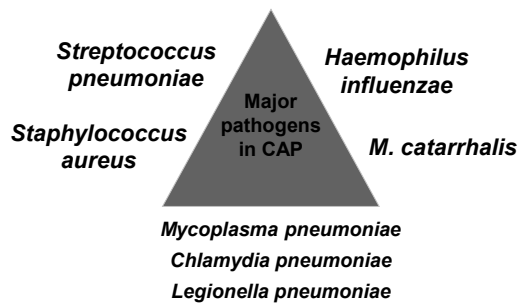 Streptococcus
pneumoniae
Haemophilus
influenzae
Major
pathogens
in CAP
Staphylococcus
aureus
M. catarrhalis
Mycoplasma pneumoniae
Chlamydia pneumoniae
Legionella pneumoniae